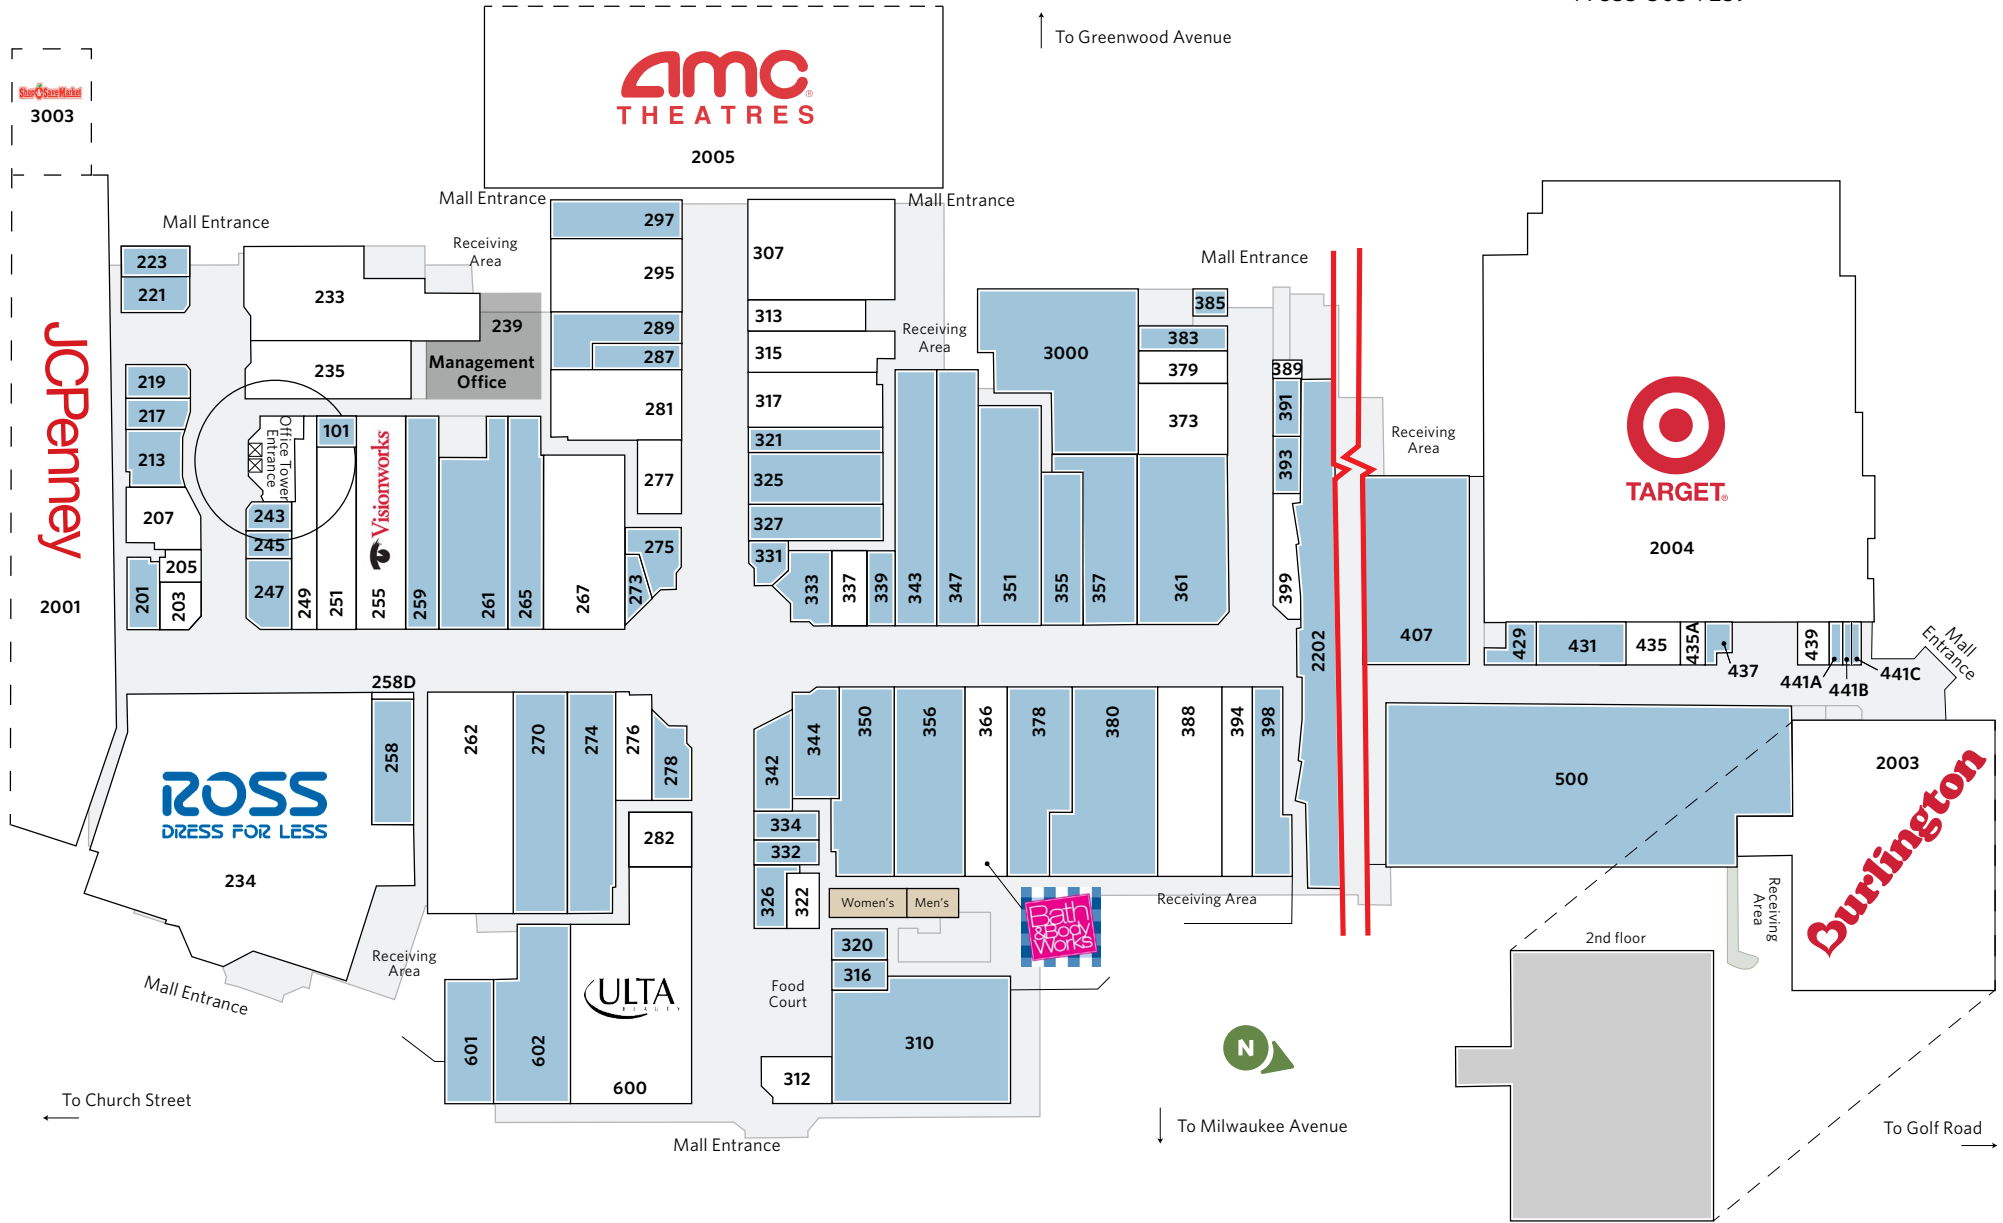 To Greenwood Avenue
Shop & Save Market
3003
amc
THEATRES
2005
Mall Entrance
Mall Entrance
Mall Entrance
Mall Entrance
Receiving
Area
297
295
289
287
281
277
275
273
307
313
315
317
321
325
327
331
Receiving
Area
223
221
233
239
Management
Office
235
219
217
213
207
205
201
203
JCPenney
2001
Office Tower
Entrance
101
243
245
247
249
251
Visionworks
255
259
261
265
267
333
337
339
343
347
351
355
357
361
3000
385
383
379
373
389
391
393
399
2202
Receiving
Area
407
TARGET
2004
429
431
435
435A
437
439
441A
441B
441C
Mall
Entrance
258D
258
ROSS
DRESS FOR LESS
234
262
270
274
276
278
282
342
344
350
356
366
378
380
388
394
398
334
332
326
322
Women's
Men's
320
316
310
312
Food
Court
Bath
& Body
Works
Receiving Area
500
2003
Burlington
Receiving
Area
2nd floor
Mall Entrance
Receiving
Area
601
602
ULTA
BEAUTY
600
N
To Church Street
Mall Entrance
To Milwaukee Avenue
To Golf Road